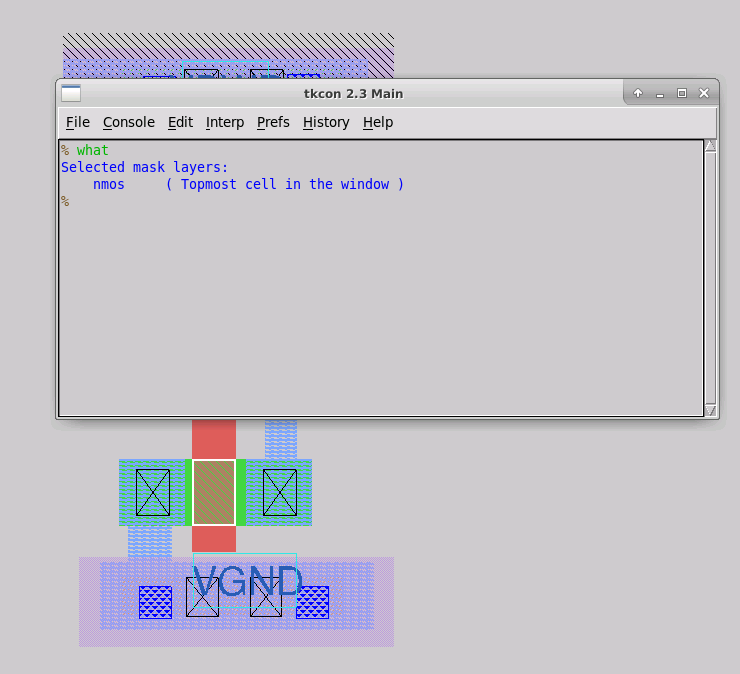 tkcon 2.3 Main
File Console Edit Interp Prefs History Help
% what
Selected mask layers:
    nmos     ( Topmost cell in the window )
%
VGND